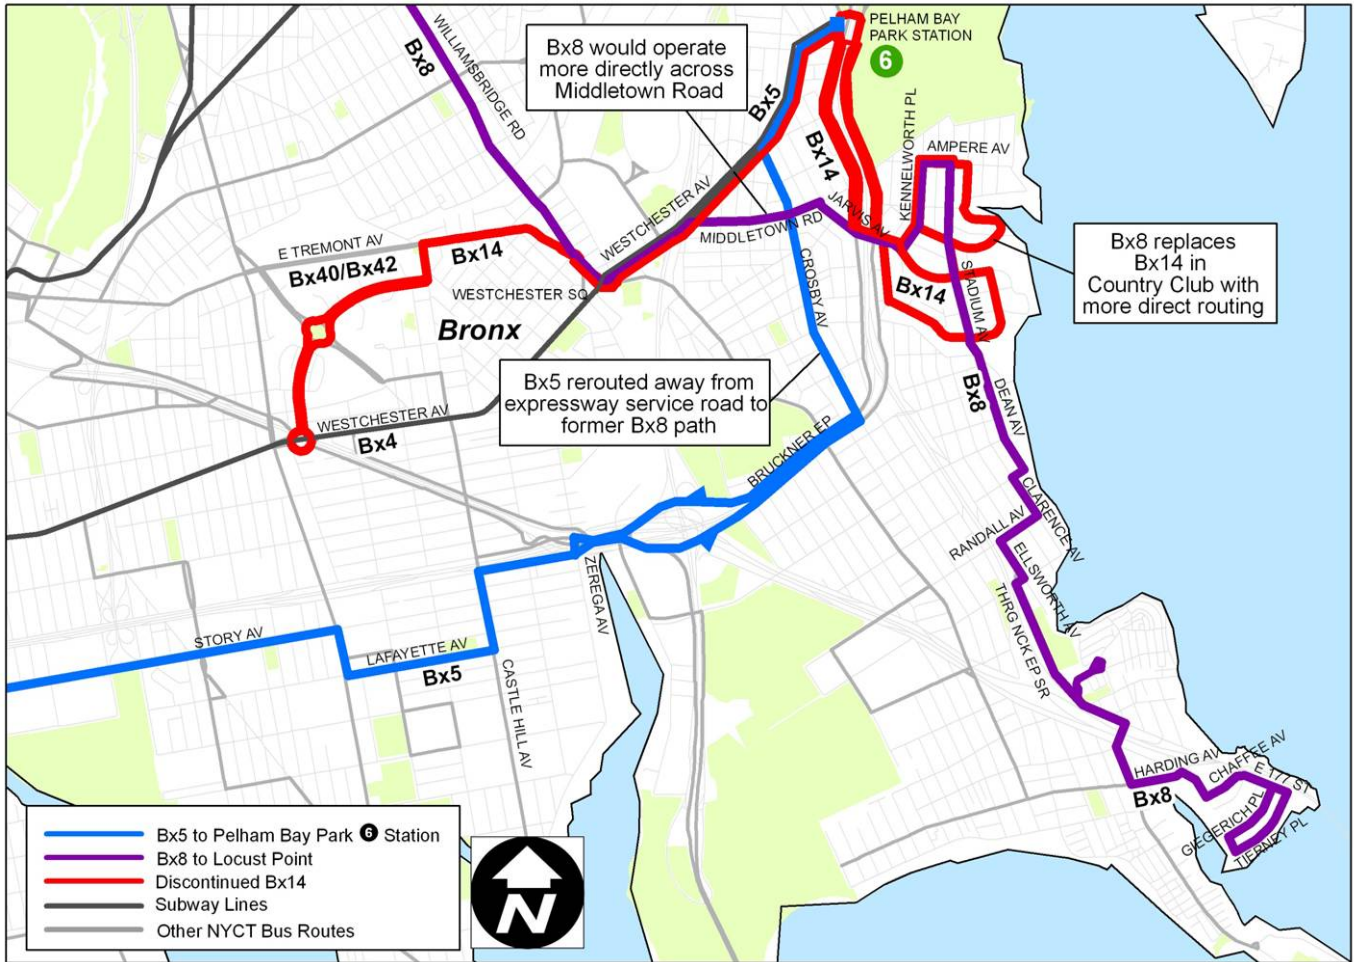 PELHAM BAY
PARK STATION
6
Bx8 would operate
more directly across
Middletown Road
WILLIAMSBRIDGE RD
Bx8
Bx5
Bx14
KENNELWORTH PL
AMPERE AV
JARVIS AV
WESTCHESTER AV
MIDDLETOWN RD
E TREMONT AV
Bx40/Bx42
Bx14
WESTCHESTER SQ
Bronx
CROSBY AV
Bx14
STADIUM AV
Bx8 replaces
Bx14 in
Country Club with
more direct routing
Bx5 rerouted away from
expressway service road to
former Bx8 path
Bx8
DEAN AV
WESTCHESTER AV
Bx4
BRUCKNER EP
CLARENCE AV
RANDALL AV
ELLSWORTH AV
THRG NCK EP SR
ZEREGA AV
STORY AV
LAFAYETTE AV
Bx5
CASTLE HILL AV
HARDING AV
CHAFFEE AV
E 177 ST
Bx8
GIEGERICH PL
TIERNEY PL
Bx5 to Pelham Bay Park 6 Station
Bx8 to Locust Point
Discontinued Bx14
Subway Lines
Other NYCT Bus Routes
N